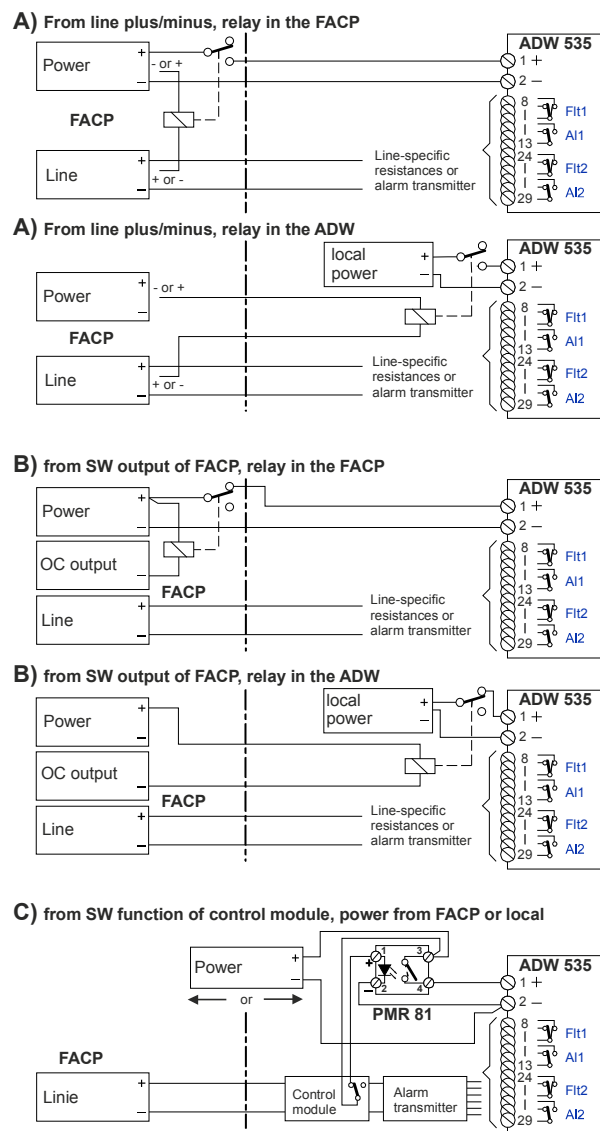 A) From line plus/minus, relay in the FACP
ADW 535
Power
+
–
- or +
FACP
Line
+
–
+ or -
Line-specific
resistances or
alarm transmitter
1 +
2 –
8
13
24
29
Flt1
Al1
Flt2
Al2
A) From line plus/minus, relay in the ADW
ADW 535
local
power
+
–
Power
- or +
FACP
Line
+
–
+ or -
Line-specific
resistances or
alarm transmitter
1 +
2 –
8
13
24
29
Flt1
Al1
Flt2
Al2
B) from SW output of FACP, relay in the FACP
ADW 535
Power
+
–
OC output
FACP
Line
+
–
Line-specific
resistances or
alarm transmitter
1 +
2 –
8
13
24
29
Flt1
Al1
Flt2
Al2
B) from SW output of FACP, relay in the ADW
ADW 535
local
power
+
–
Power
+
–
OC output
FACP
Line
+
–
Line-specific
resistances or
alarm transmitter
1 +
2 –
8
13
24
29
Flt1
Al1
Flt2
Al2
C) from SW function of control module, power from FACP or local
ADW 535
Power
+
–
or
1
3
+
–
2
4
PMR 81
FACP
Linie
+
–
Control
module
Alarm
transmitter
1 +
2 –
8
13
24
29
Flt1
Al1
Flt2
Al2